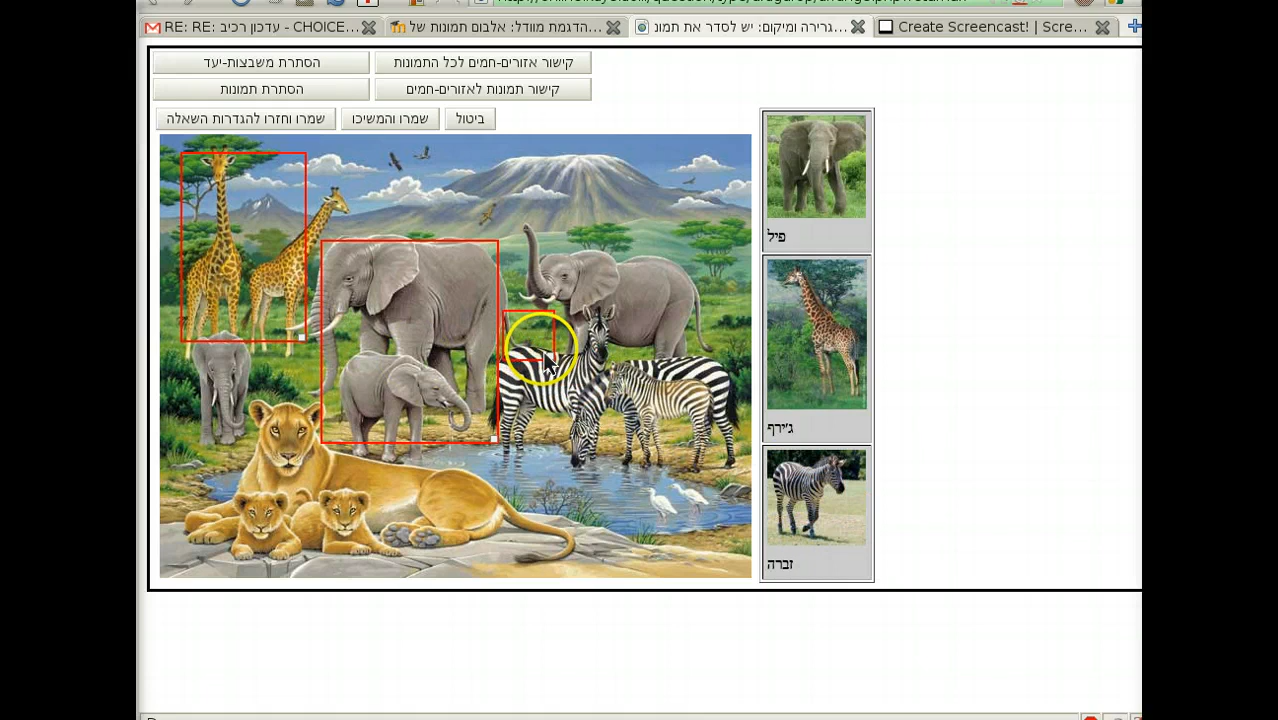 RE: RE: עדכון רכיב - CHOICE...
הדגמת מוודל: אלבום תמונות של...
גרירה ומיקום: יש לסדר את תמונ...
Create Screencast! | Scre...
הסתרת משבצות-יעד
קישור אזורים-חמים לכל התמונות
הסתרת תמונות
קישור תמונות לאזורים-חמים
שמרו וחזרו להגדרות השאלה
שמרו והמשיכו
ביטול
פיל
ג'ירף
זברה